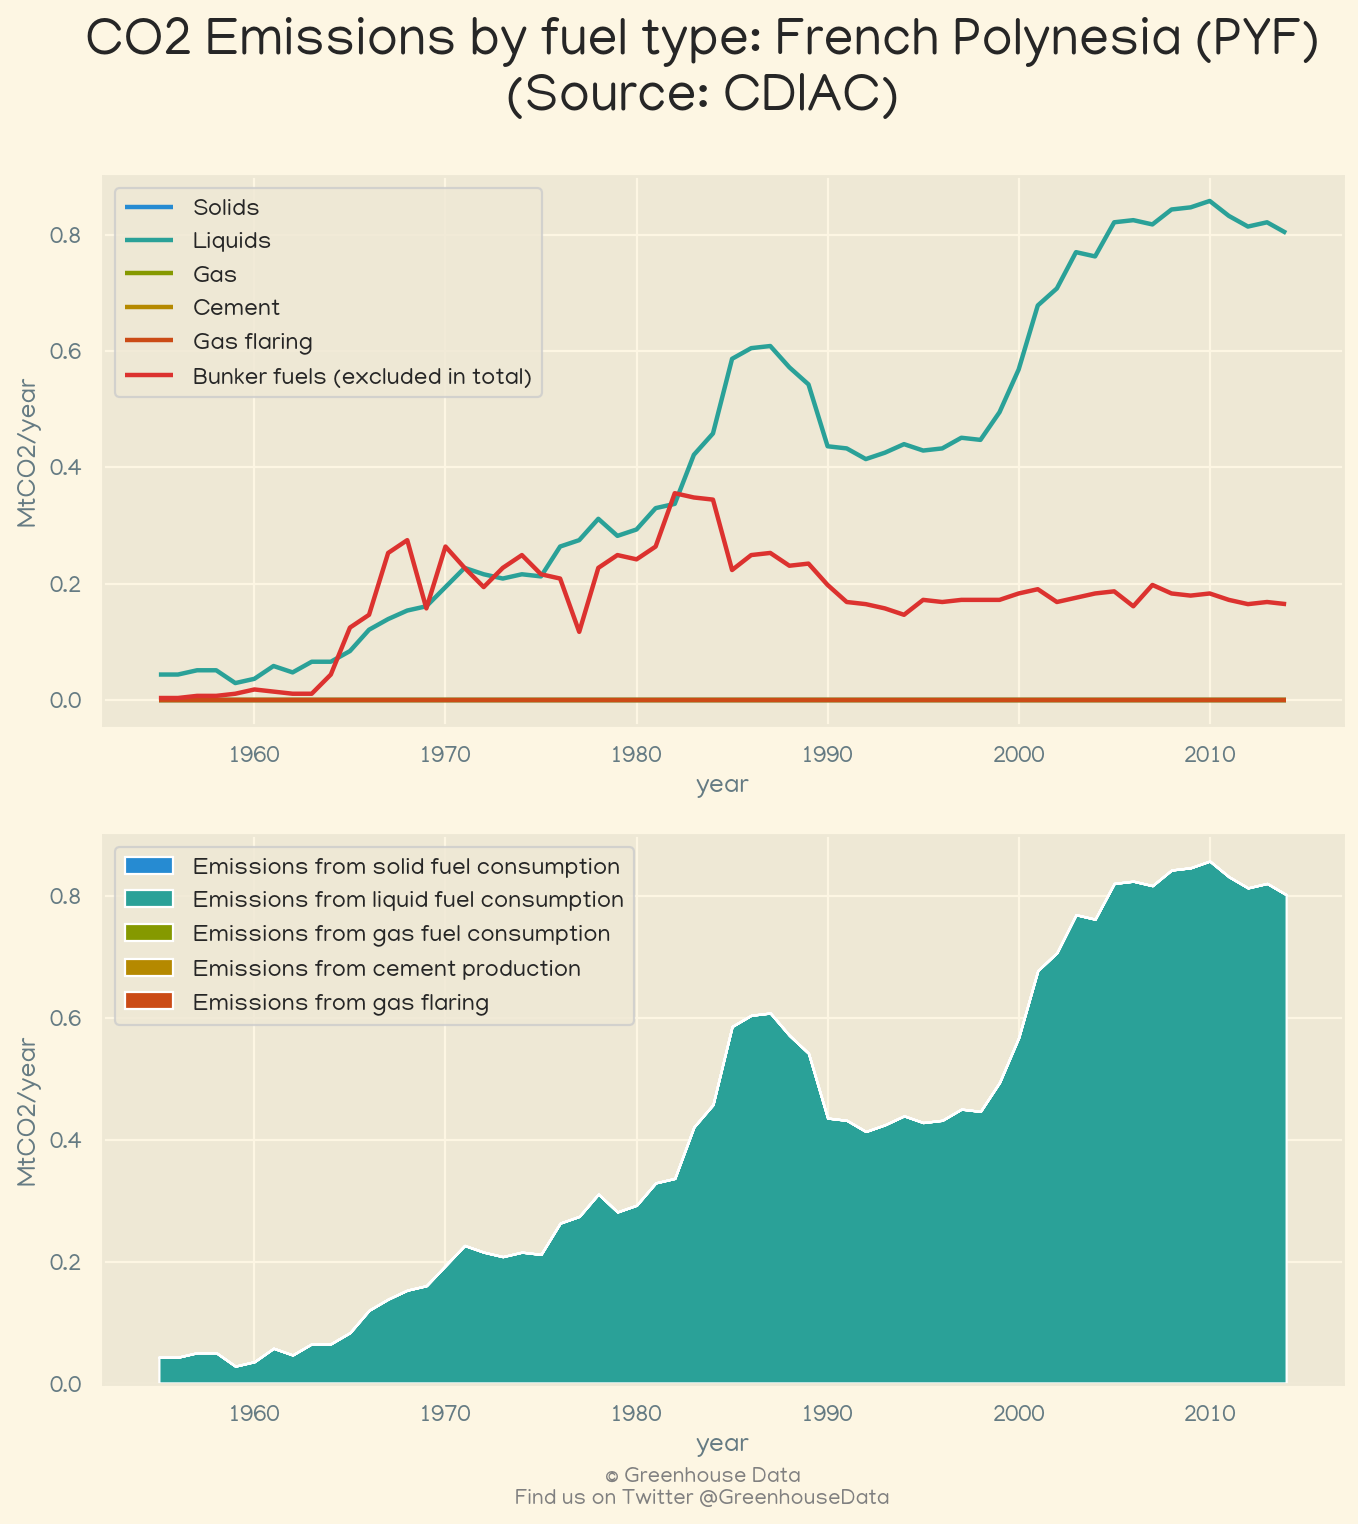 CO2 Emissions by fuel type: French Polynesia (PYF)
(Source: CDIAC)
Solids
Liquids
Gas
Cement
Gas flaring
Bunker fuels (excluded in total)
MtCO2/year
0.8
0.6
0.4
0.2
0.0
1960 1970 1980 1990 2000 2010
year
Emissions from solid fuel consumption
Emissions from liquid fuel consumption
Emissions from gas fuel consumption
Emissions from cement production
Emissions from gas flaring
MtCO2/year
0.8
0.6
0.4
0.2
0.0
1960 1970 1980 1990 2000 2010
year
© Greenhouse Data
Find us on Twitter @GreenhouseData